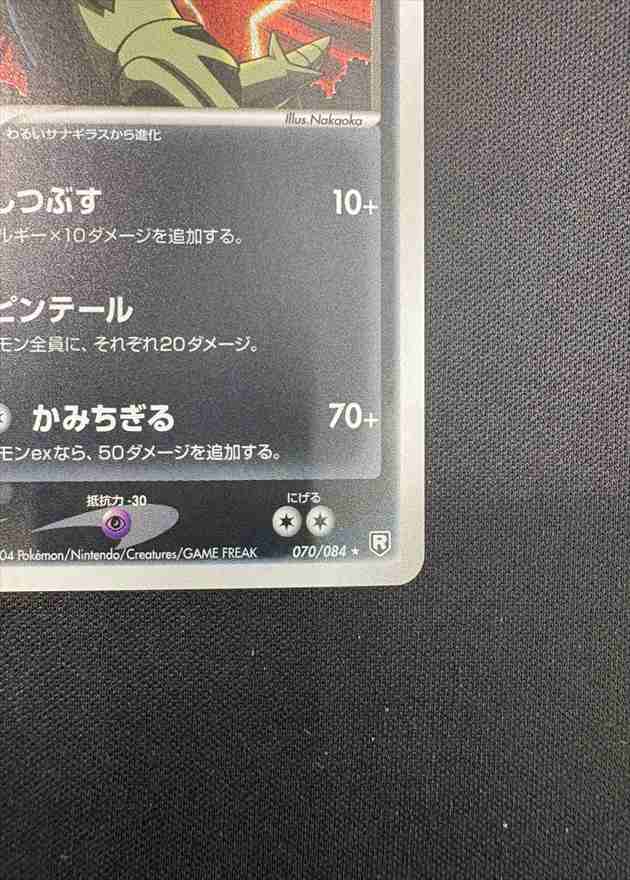 Illus.Nakaoka
わるいサナギラスから進化
しつぶす 10+
ルギー×10ダメージを追加する。
ピンテール
モン全員に、それぞれ20ダメージ。
かみちぎる 70+
モンexなら、50ダメージを追加する。
抵抗力 -30 にげる
04 Pokémon/Nintendo/Creatures/GAME FREAK 070/084 ★ R